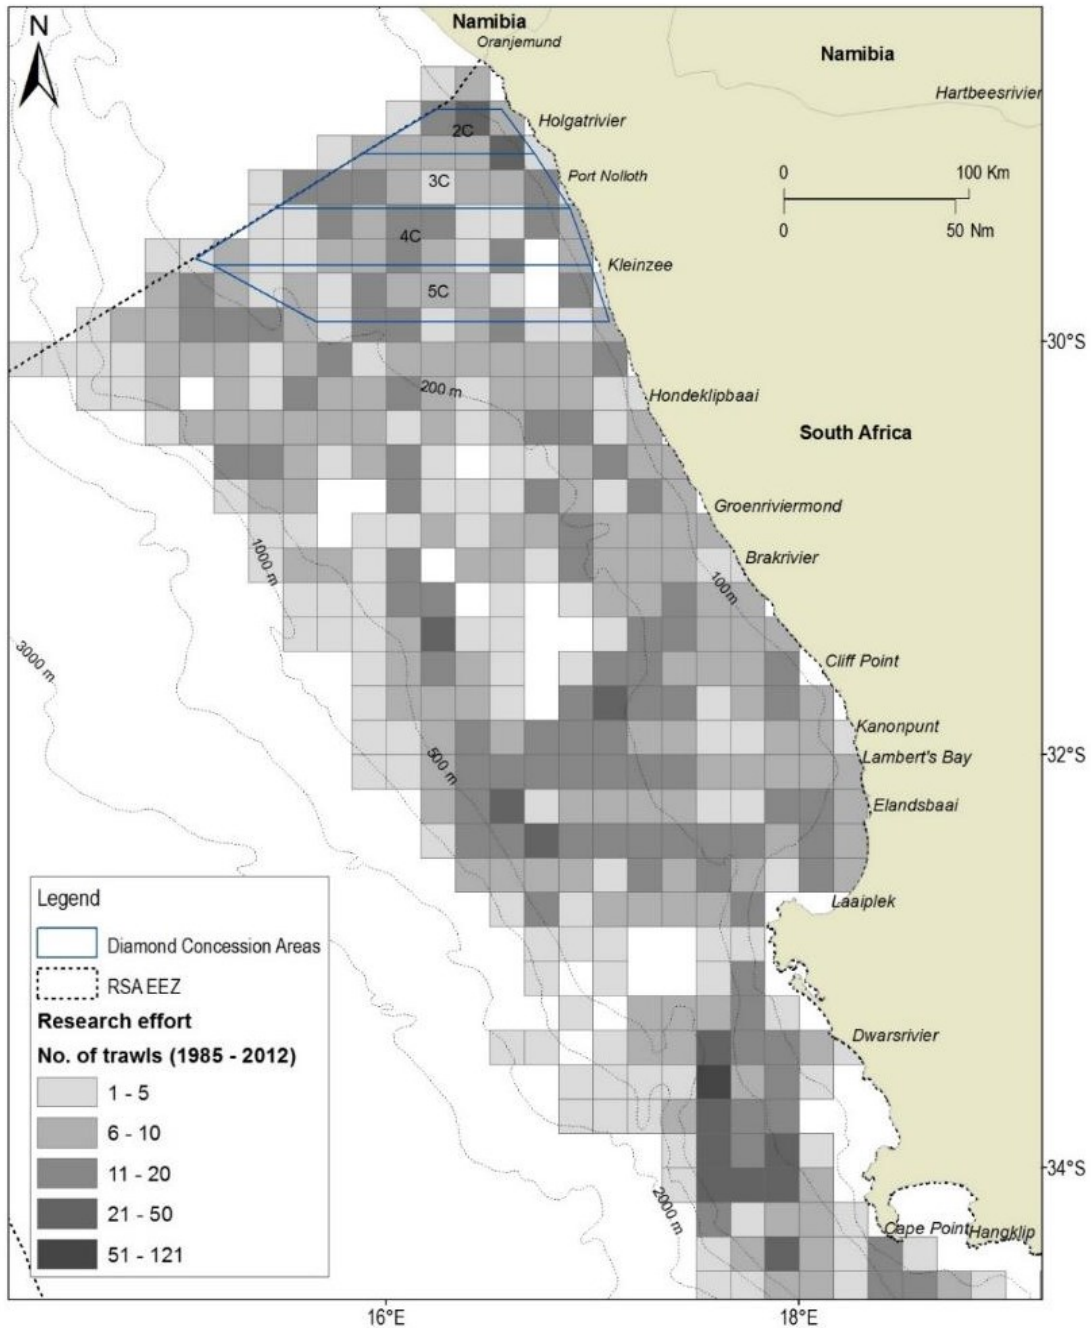 N
Namibia
Oranjemund
Namibia
Hartbeesrivier
Holgatrivier
2C
Port Nolloth
0 100 Km
0 50 Nm
3C
4C
Kleinzee
5C
30°S
200 m
Hondeklipbaai
South Africa
Groenriviermond
Brakrivier
1000 m
100m
3000 m
Cliff Point
Kanonpunt
Lambert's Bay
32°S
500 m
Elandsbaai
Laaiplek
Dwarsrivier
34°S
2000 m
Cape Point
Hangklip
Legend
Diamond Concession Areas
RSA EEZ
Research effort
No. of trawls (1985 - 2012)
1 - 5
6 - 10
11 - 20
21 - 50
51 - 121
16°E
18°E